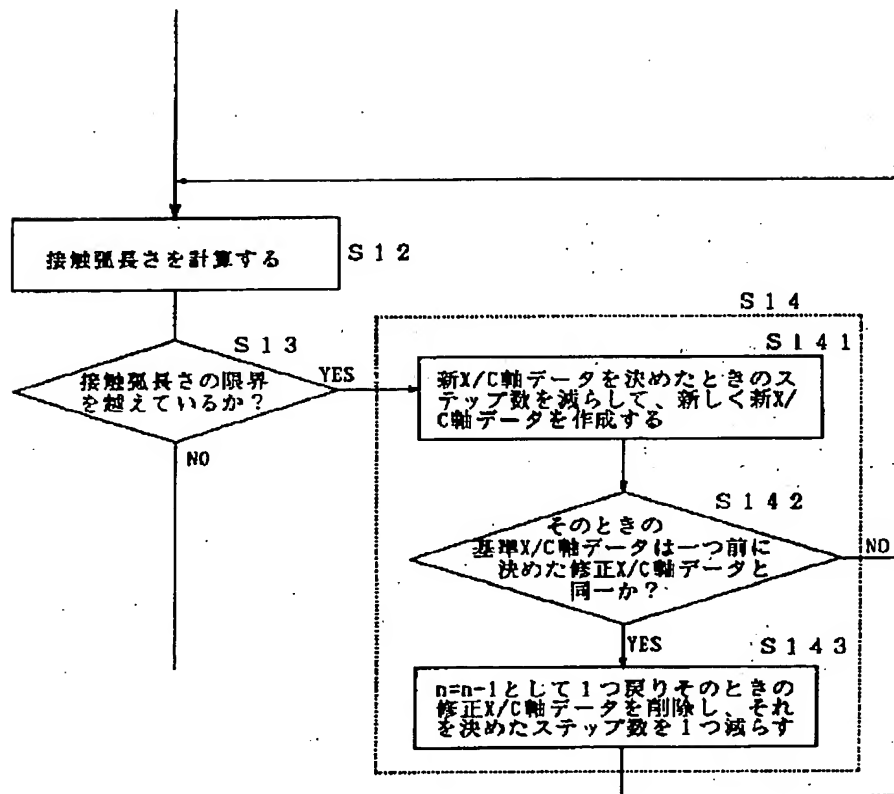 接触弧長さを計算する
S12
S13
接触弧長さの限界
を越えているか？
YES
NO
S14
S141
新X/C軸データを決めたときのス
テップ数を減らして、新しく新X/
C軸データを作成する
S142
そのときの
基準X/C軸データは一つ前に
決めた修正X/C軸データと
同一か？
NO
YES
S143
n=n-1として1つ戻りそのときの
修正X/C軸データを削除し、それ
を決めたステップ数を1つ減らす